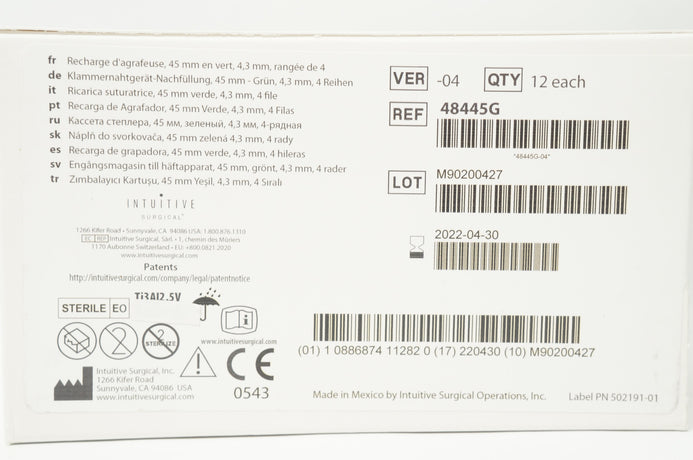 fr Recharge d'agrafeuse, 45 mm en vert, 4,3 mm, rangée de 4
de Klammernahtgerät-Nachfüllung, 45 mm - Grün, 4,3 mm, 4 Reihen
it Ricarica suturatrice, 45 mm verde, 4,3 mm, 4 file
pt Recarga de Agrafador, 45 mm Verde, 4,3 mm, 4 Filas
ru Кассета степлера, 45 мм, зеленый, 4,3 мм, 4-рядная
sk Náplň do svorkovača, 45 mm zelená 4,3 mm, 4 rady
es Recarga de grapadora, 45 mm verde, 4,3 mm, 4 hileras
sv Engångsmagasin till häftapparat, 45 mm, grönt, 4,3 mm, 4 rader
tr Zımbalayıcı Kartuşu, 45 mm Yeşil, 4,3 mm, 4 Sıralı
INTUITIVE
SURGICAL®
1266 Kifer Road • Sunnyvale, CA 94086 USA • 1.800.876.1310
EC REP Intuitive Surgical, Sàrl. • 1, chemin des Mûriers
1170 Aubonne Switzerland • EU: +800.0821.2020
Patents
http://intuitivesurgical.com/company/legal/patentnotice
VER -04 QTY 12 each
REF 48445G
*48445G-04*
LOT M90200427
2022-04-30
STERILE EO
TiRAI2.5V
2
2
STERILIZE
www.intuitivesurgical.com
(01) 1 0886874 11282 0 (17) 220430 (10) M90200427
Intuitive Surgical, Inc.
1266 Kifer Road
Sunnyvale, CA 94086 USA
CE
0543
Made in Mexico by Intuitive Surgical Operations, Inc.
Label PN 502191-01